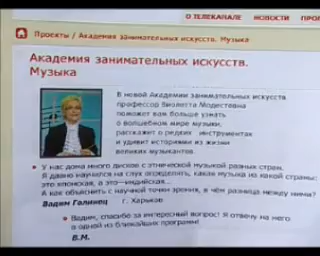 О ТЕЛЕКАНАЛЕ НОВОСТИ
Проекты / Академия занимательных искусств. Музыка
Академия занимательных искусств.
Музыка
В новой Академии занимательных искусств
профессор Виолетта Модестовна
поможет вам больше узнать
о волшебном мире музыки,
расскажет о редких инструментах
и удивит историями из жизни
великих музыкантов.
У нас дома много дисков с этнической музыкой разных стран.
Я давно научился на слух определять, какая музыка из какой страны:
это японская, а это—индийская...
А как объяснить с научной точки зрения, в чём разница между ними?
Вадим Галинец г. Харьков
Вадим, спасибо за интересный вопрос! Я отвечу на него
в одной из ближайших программ!
В.М.